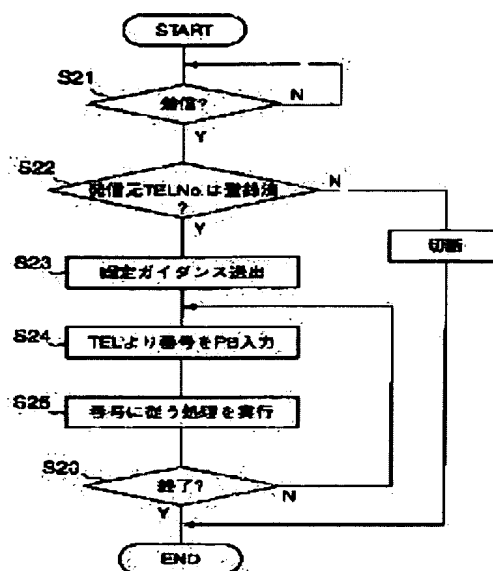 START
S21
着信?
N
Y
S22
発信元TELNo.は登録済
?
N
Y
切断
S23
固定ガイダンス送出
S24
TELより番号をPB入力
S25
番号に従う処理を実行
終了?
N
Y
END